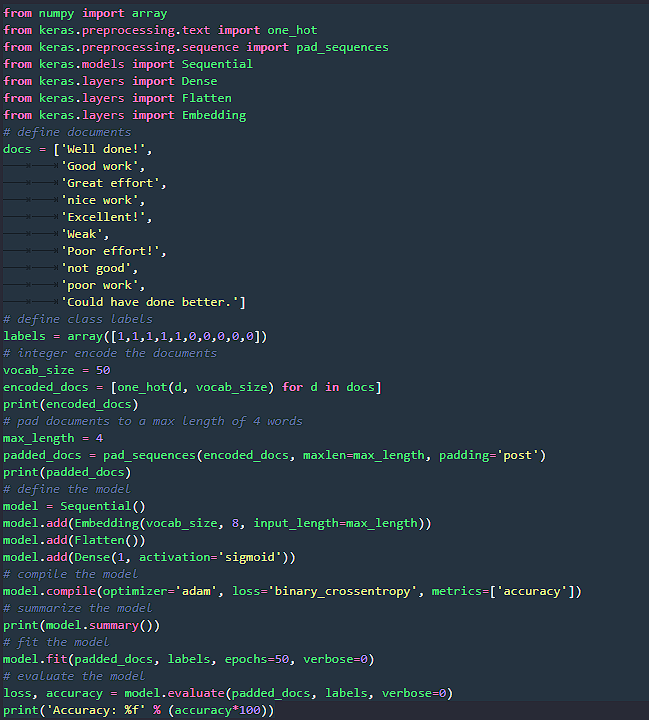 from numpy import array
from keras.preprocessing.text import one_hot
from keras.preprocessing.sequence import pad_sequences
from keras.models import Sequential
from keras.layers import Dense
from keras.layers import Flatten
from keras.layers import Embedding
# define documents
docs = ['Well done!',
'Good work',
'Great effort',
'nice work',
'Excellent!',
'Weak',
'Poor effort!',
'not good',
'poor work',
'Could have done better.']
# define class labels
labels = array([1,1,1,1,1,0,0,0,0,0])
# integer encode the documents
vocab_size = 50
encoded_docs = [one_hot(d, vocab_size) for d in docs]
print(encoded_docs)
# pad documents to a max length of 4 words
max_length = 4
padded_docs = pad_sequences(encoded_docs, maxlen=max_length, padding='post')
print(padded_docs)
# define the model
model = Sequential()
model.add(Embedding(vocab_size, 8, input_length=max_length))
model.add(Flatten())
model.add(Dense(1, activation='sigmoid'))
# compile the model
model.compile(optimizer='adam', loss='binary_crossentropy', metrics=['accuracy'])
# summarize the model
print(model.summary())
# fit the model
model.fit(padded_docs, labels, epochs=50, verbose=0)
# evaluate the model
loss, accuracy = model.evaluate(padded_docs, labels, verbose=0)
print('Accuracy: %f' % (accuracy*100))